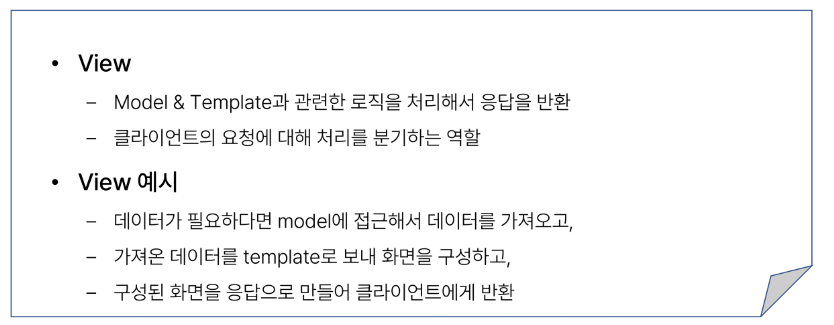 • View
– Model & Template과 관련한 로직을 처리해서 응답을 반환
– 클라이언트의 요청에 대해 처리를 분기하는 역할
• View 예시
– 데이터가 필요하다면 model에 접근해서 데이터를 가져오고,
– 가져온 데이터를 template로 보내 화면을 구성하고,
– 구성된 화면을 응답으로 만들어 클라이언트에게 반환